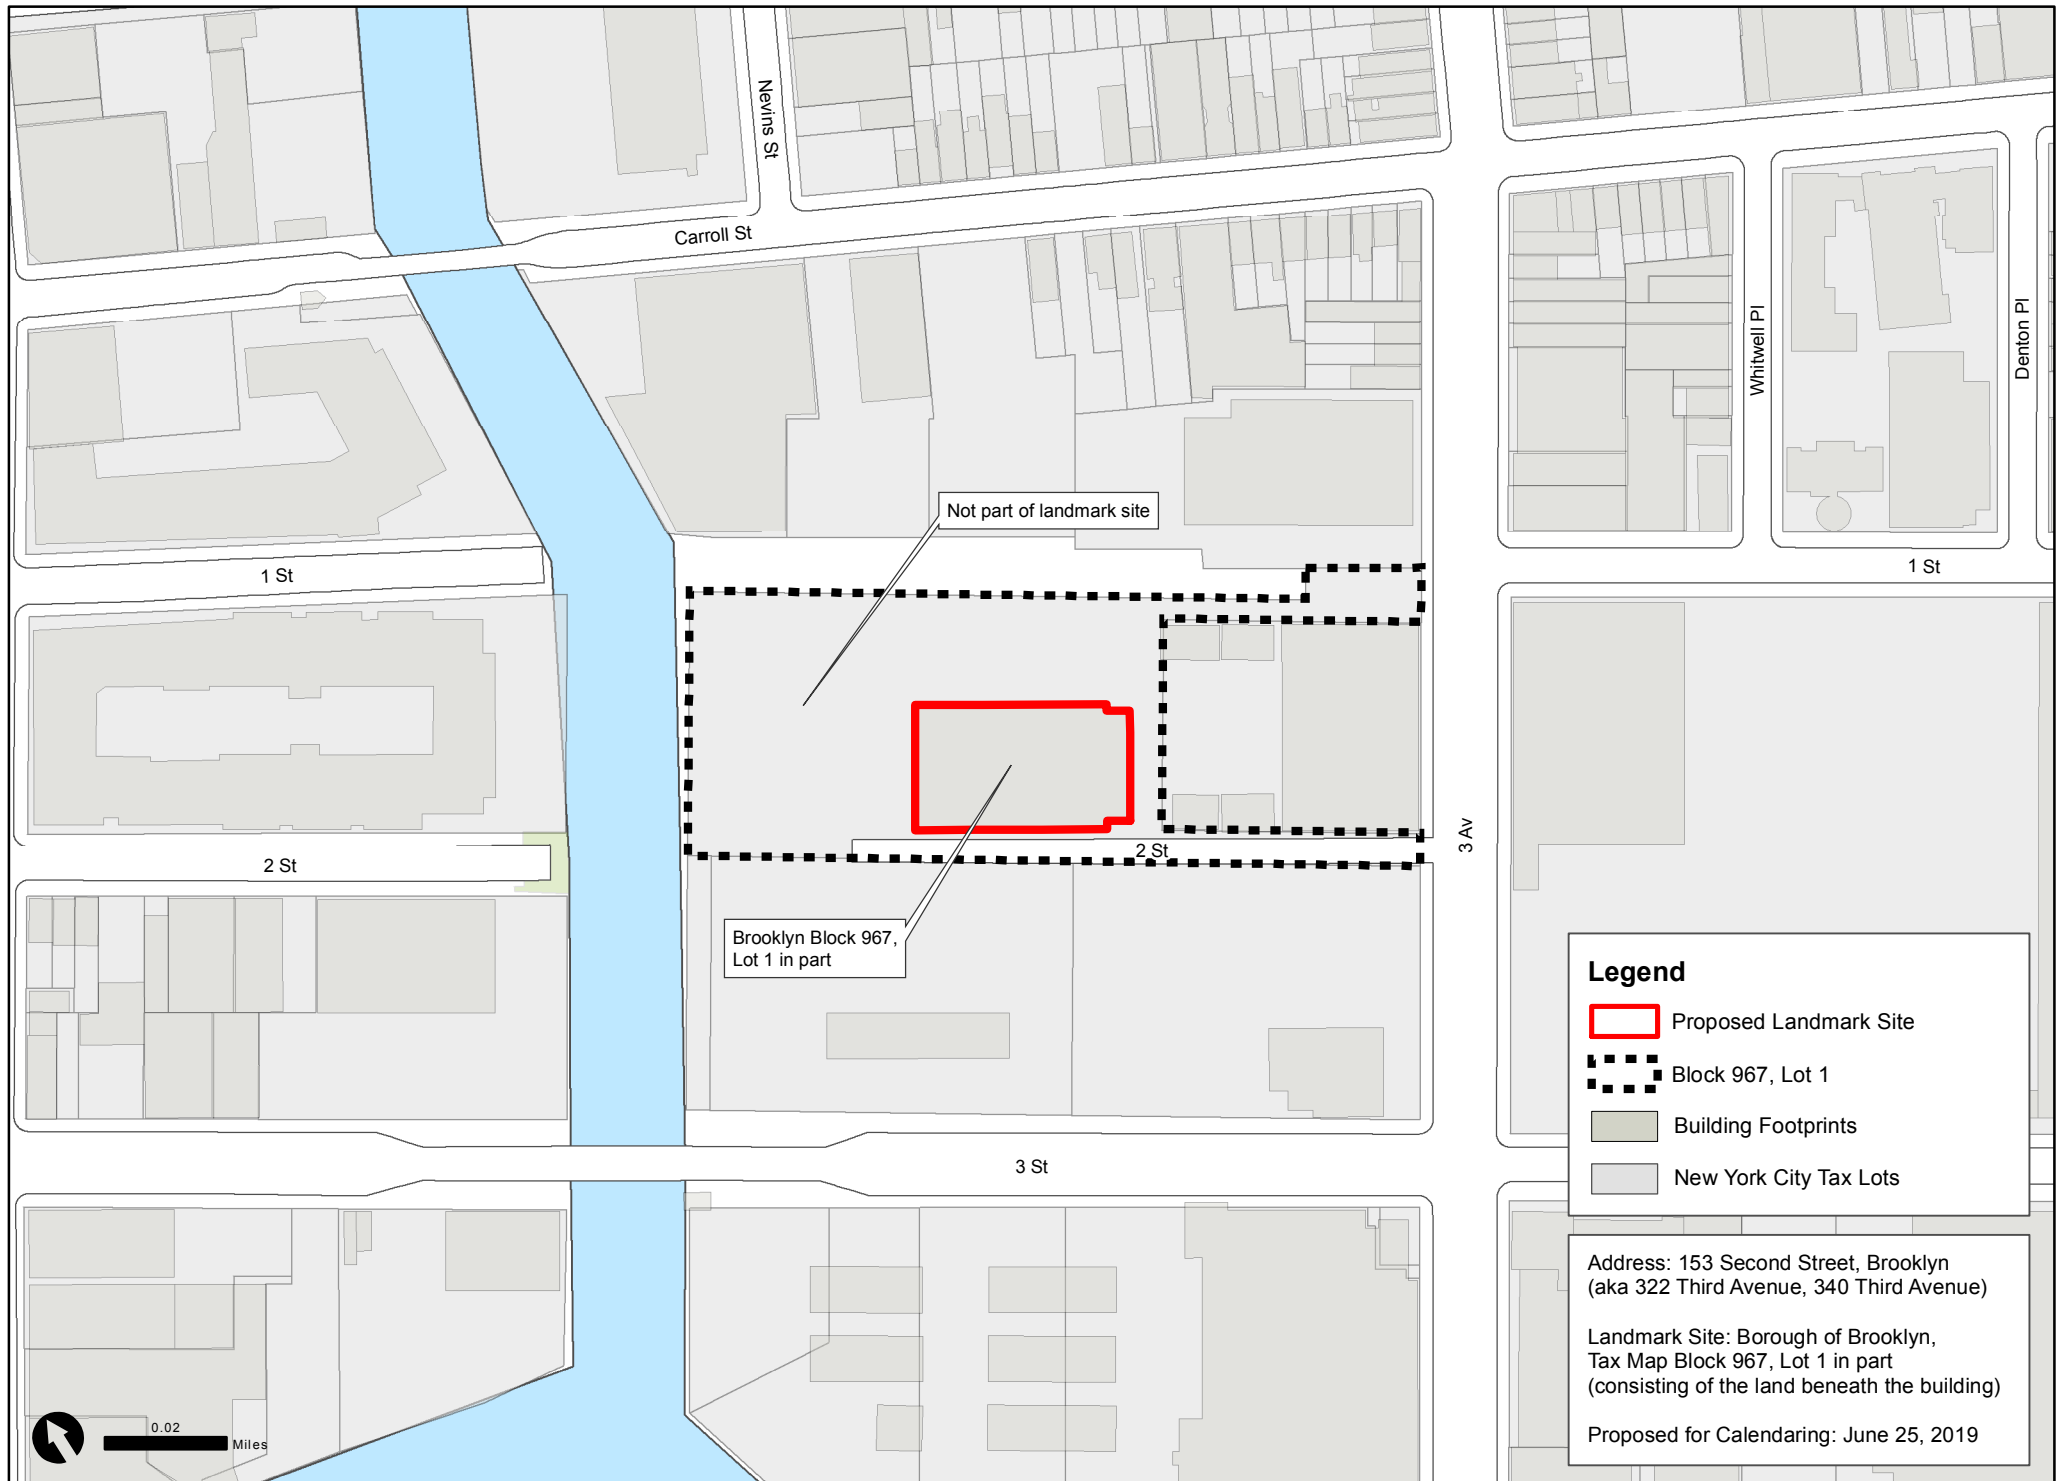 Nevins St
Carroll St
Whitwell Pl
Denton Pl
Not part of landmark site
1 St
1 St
2 St
2 St
3 Av
Brooklyn Block 967,
Lot 1 in part
3 St
Legend
Proposed Landmark Site
Block 967, Lot 1
Building Footprints
New York City Tax Lots
Address: 153 Second Street, Brooklyn
(aka 322 Third Avenue, 340 Third Avenue)
Landmark Site: Borough of Brooklyn,
Tax Map Block 967, Lot 1 in part
(consisting of the land beneath the building)
Proposed for Calendaring: June 25, 2019
0.02
Miles